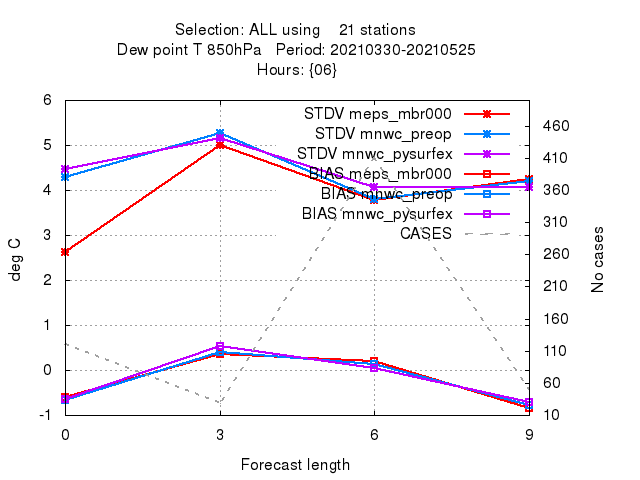 Selection: ALL using    21 stations
Dew point T 850hPa   Period: 20210330-20210525
Hours: {06}
STDV meps_mbr000
STDV mnwc_preop
STDV mnwc_pysurfex
BIAS meps_mbr000
BIAS mnwc_preop
BIAS mnwc_pysurfex
CASES
6
5
4
3
2
1
0
-1
deg C
460
410
360
310
260
210
160
110
60
10
No cases
0 3 6 9
Forecast length